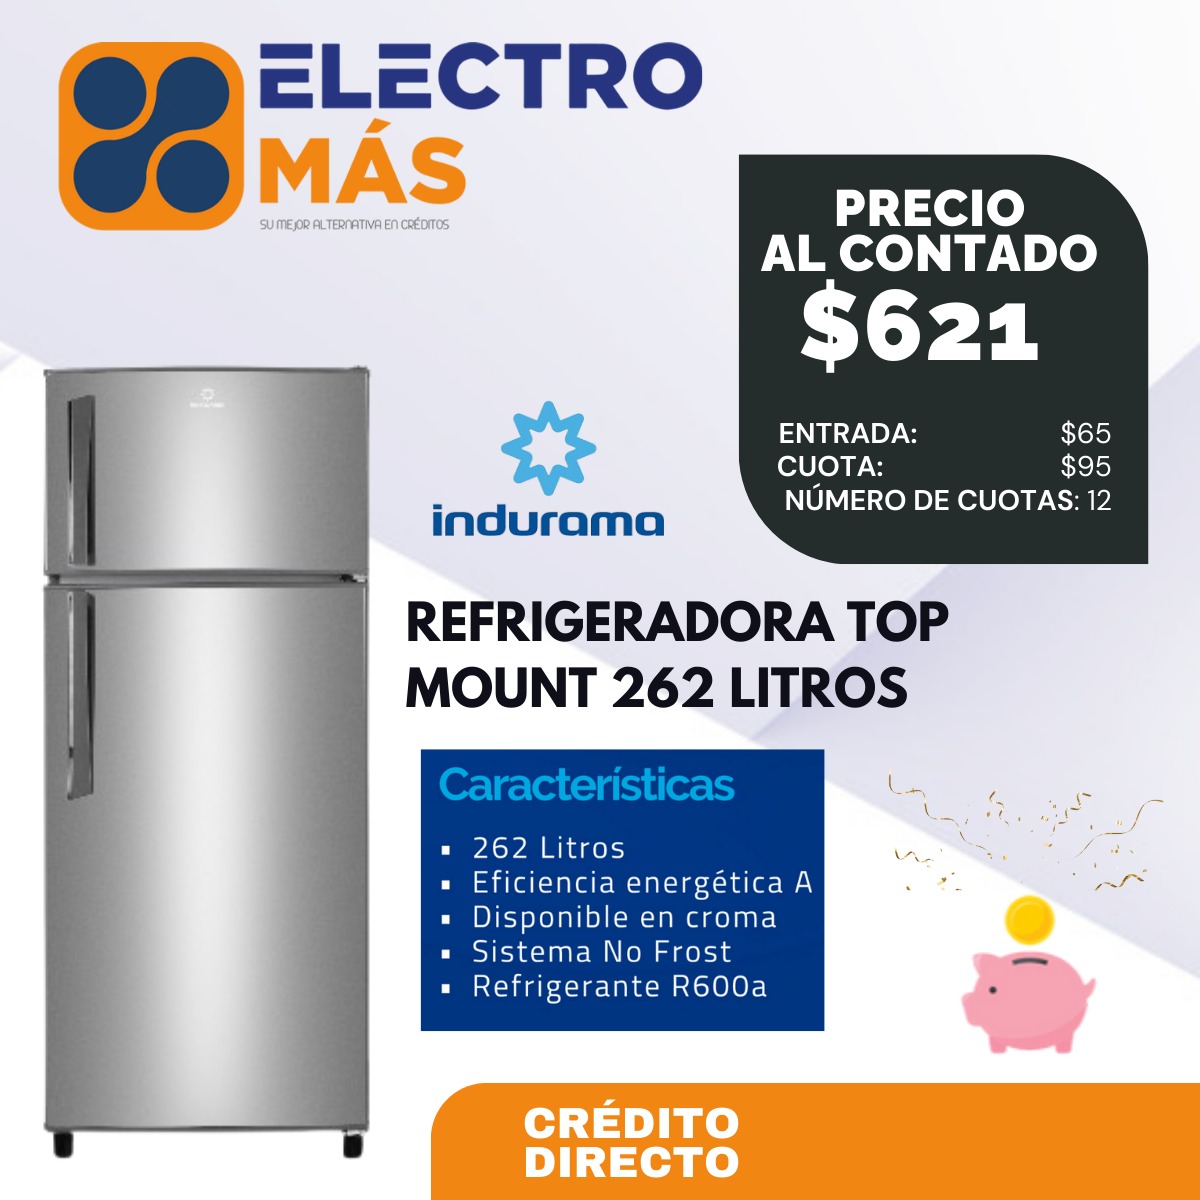 ELECTRO
MÁS
SU MEJOR ALTERNATIVA EN CRÉDITOS
PRECIO
AL CONTADO
$621
ENTRADA: $65
CUOTA: $95
NÚMERO DE CUOTAS: 12
indurama
REFRIGERADORA TOP
MOUNT 262 LITROS
Características
▪ 262 Litros
▪ Eficiencia energética A
▪ Disponible en croma
▪ Sistema No Frost
▪ Refrigerante R600a
CRÉDITO
DIRECTO